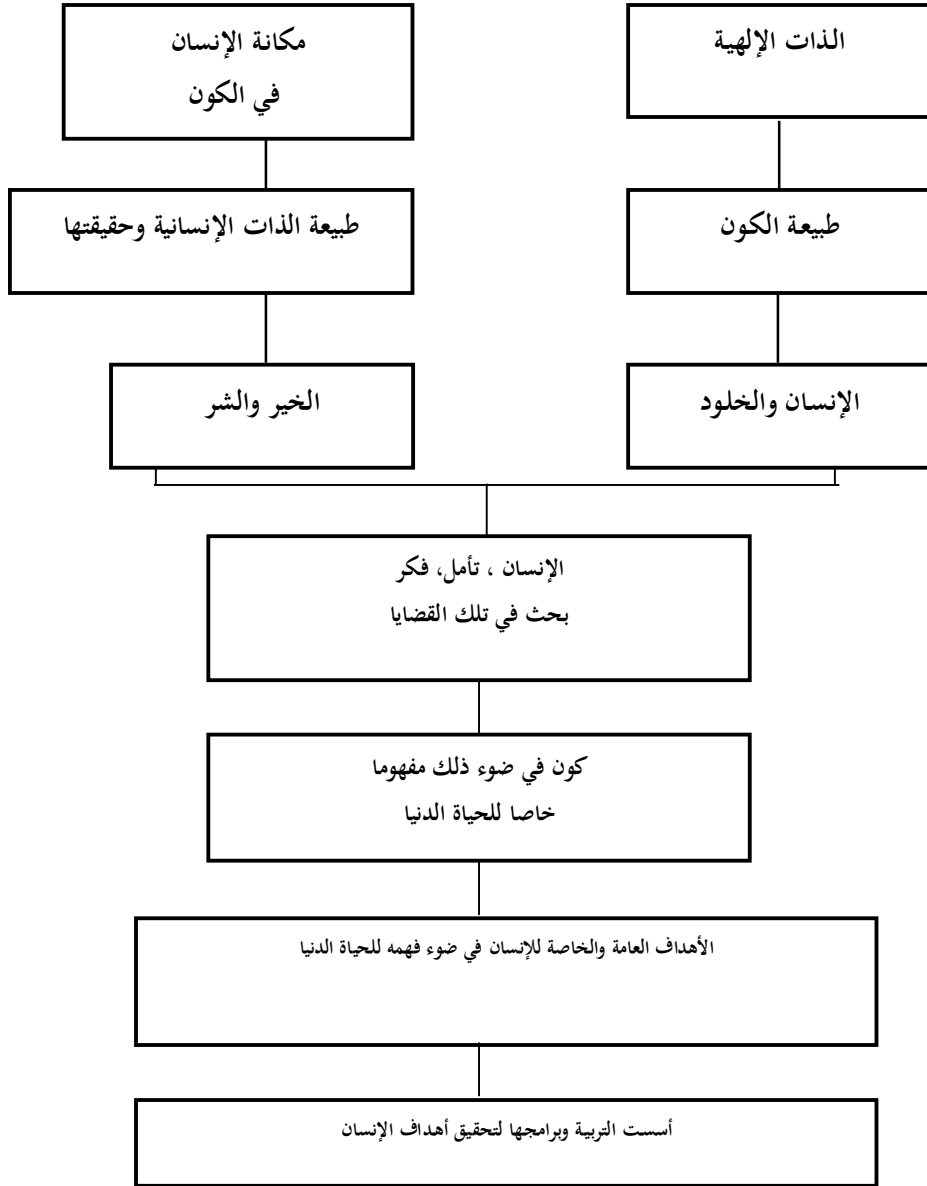 الذات الإلهية
مكانة الإنسان
في الكون
طبيعة الكون
طبيعة الذات الإنسانية وحقيقتها
الإنسان والخلود
الخير والشر
الإنسان ، تأمل، فكر
بحث في تلك القضايا
كون في ضوء ذلك مفهوما
خاصا للحياة الدنيا
الأهداف العامة والخاصة للإنسان في ضوء فهمه للحياة الدنيا
أسست التربية وبرامجها لتحقيق أهداف الإنسان